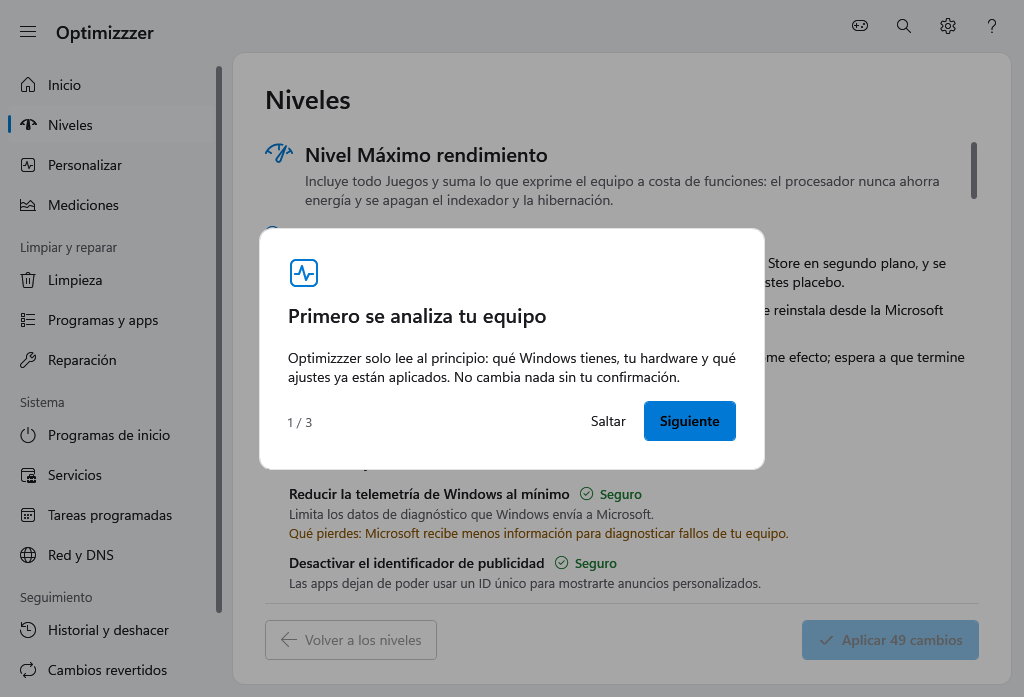 Optimizzzer
?
Inicio
Niveles
Personalizar
Mediciones
Limpiar y reparar
Limpieza
Programas y apps
Reparación
Sistema
Programas de inicio
Servicios
Tareas programadas
Red y DNS
Seguimiento
Historial y deshacer
Cambios revertidos
Niveles
Nivel Máximo rendimiento
Incluye todo Juegos y suma lo que exprime el equipo a costa de funciones: el procesador nunca ahorra
energía y se apagan el indexador y la hibernación.
Store en segundo plano, y se
stes placebo.
e reinstala desde la Microsoft
me efecto; espera a que termine
Primero se analiza tu equipo
Optimizzzer solo lee al principio: qué Windows tienes, tu hardware y qué
ajustes ya están aplicados. No cambia nada sin tu confirmación.
1 / 3
Saltar
Siguiente
Reducir la telemetría de Windows al mínimo Seguro
Limita los datos de diagnóstico que Windows envía a Microsoft.
Qué pierdes: Microsoft recibe menos información para diagnosticar fallos de tu equipo.
Desactivar el identificador de publicidad Seguro
Las apps dejan de poder usar un ID único para mostrarte anuncios personalizados.
Volver a los niveles
Aplicar 49 cambios